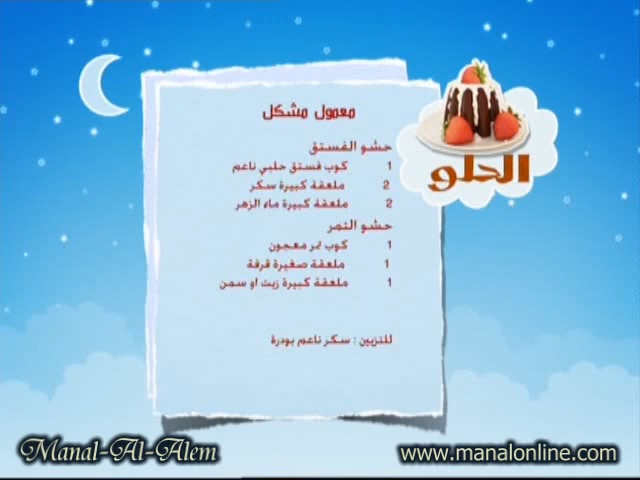 معمول مشكل
الحلو
حشو الفستق
1 كوب فستق حلبي ناعم
2 ملعقة كبيرة سكر
2 ملعقة كبيرة ماء الزهر
حشو التمر
1 كوب تمر معجون
1 ملعقة صغيرة قرفة
1 ملعقة كبيرة زيت او سمن
للتزيين : سكر ناعم بودرة
Manal-Al-Alem
www.manalonline.com